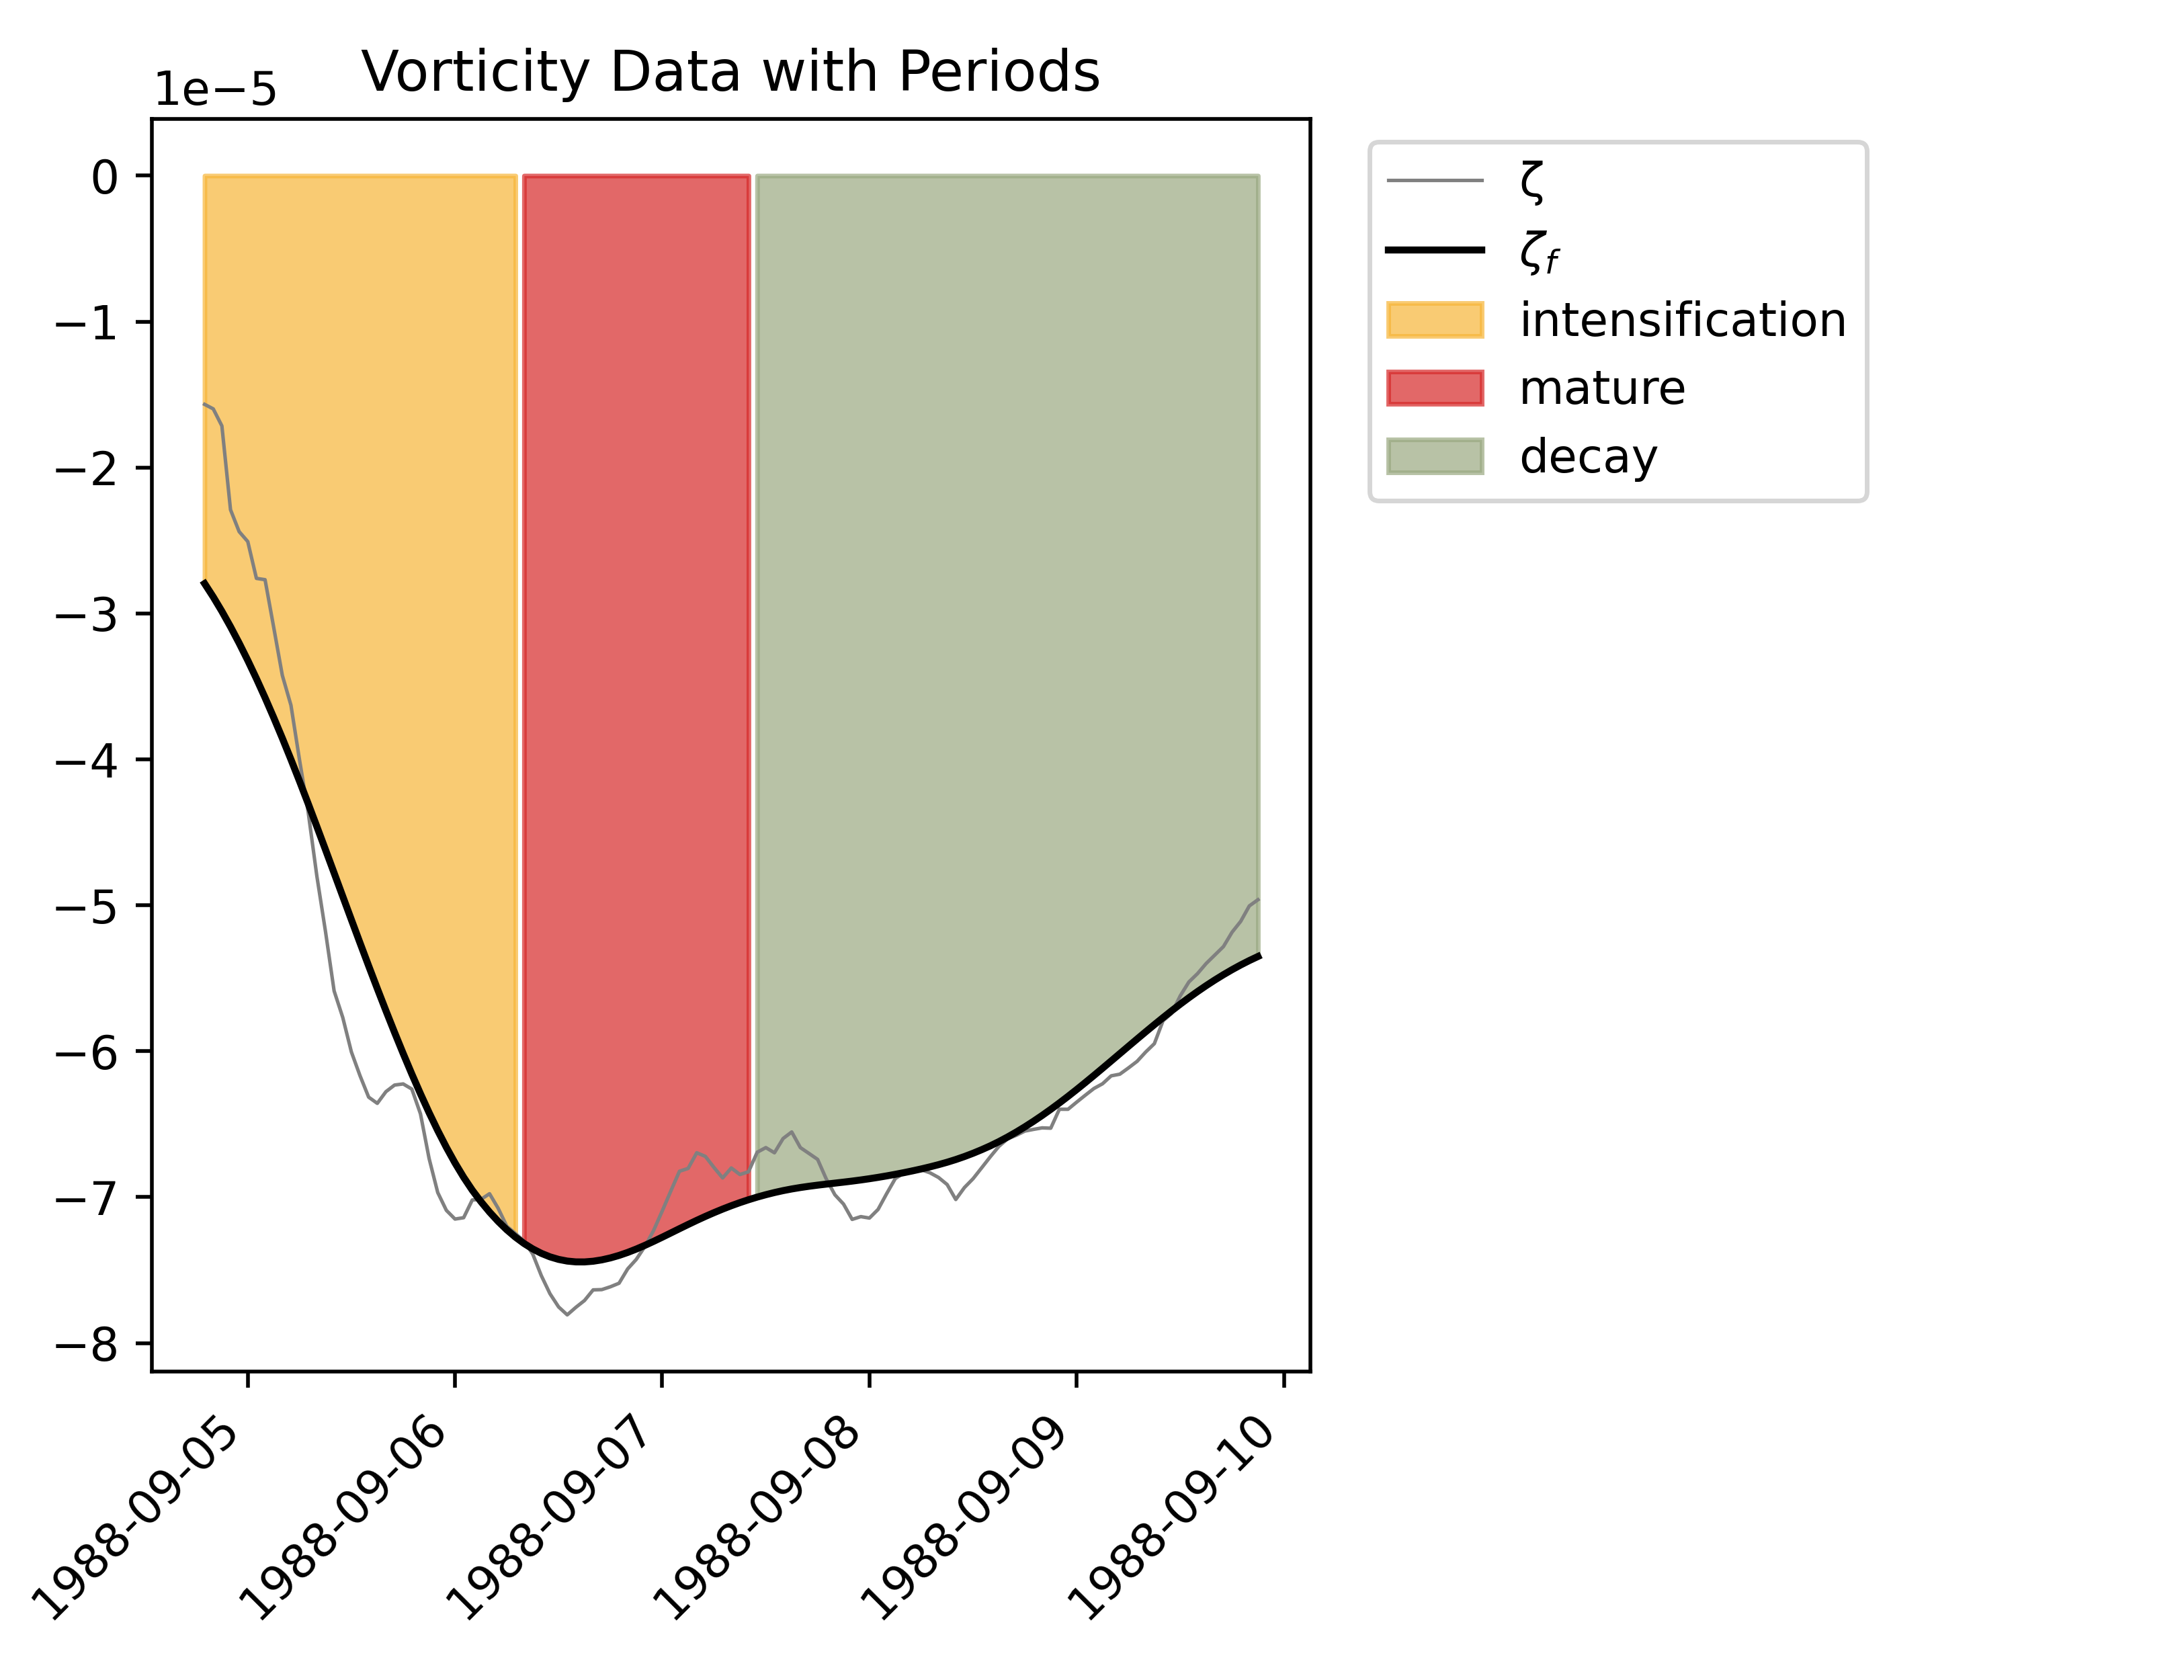 Vorticity Data with Periods
1e−5
0
−1
−2
−3
−4
−5
−6
−7
−8
1988-09-05
1988-09-06
1988-09-07
1988-09-08
1988-09-09
1988-09-10
ζ
ζf
intensification
mature
decay